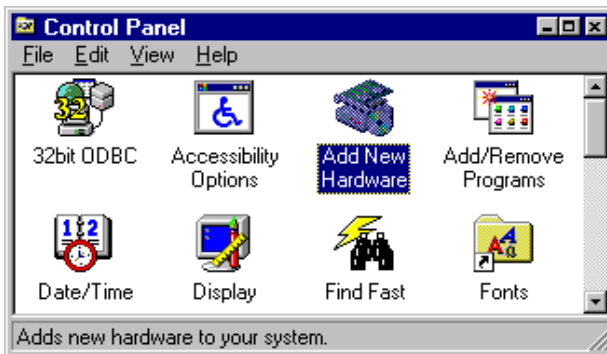 Control Panel
File Edit View Help
32
32bit ODBC
Accessibility
Options
Add New
Hardware
Add/Remove
Programs
1 2
Date/Time
Display
Find Fast
A A a
Fonts
Adds new hardware to your system.